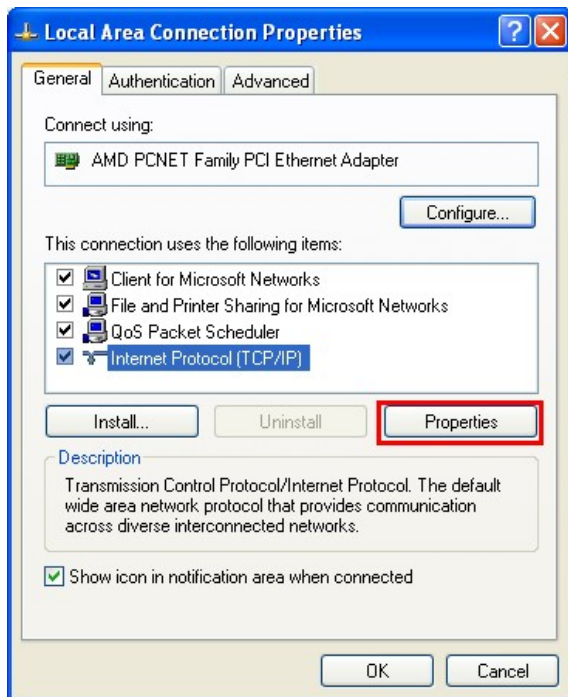 Local Area Connection Properties
General Authentication Advanced
Connect using:
AMD PCNET Family PCI Ethernet Adapter
Configure...
This connection uses the following items:
Client for Microsoft Networks
File and Printer Sharing for Microsoft Networks
QoS Packet Scheduler
Internet Protocol (TCP/IP)
Install... Uninstall Properties
Description
Transmission Control Protocol/Internet Protocol. The default
wide area network protocol that provides communication
across diverse interconnected networks.
Show icon in notification area when connected
OK Cancel